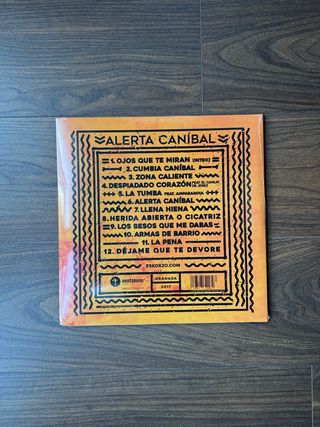 ALERTA CANÍBAL
1. OJOS QUE TE MIRAN (INTRO)
2. CUMBIA CANÍBAL
3. ZONA CALIENTE
4. DESPIADADO CORAZÓN
5. LA TUMBA FEAT. AMPARANOIA
6. ALERTA CANÍBAL
7. LLENA HIENA
8. HERIDA ABIERTA O CICATRIZ
9. LOS BESOS QUE ME DABAS
10. ARMAS DE BARRIO
11. LA PENA
12. DÉJAME QUE TE DEVORE
ESKORZO.COM
GRANADA
2017